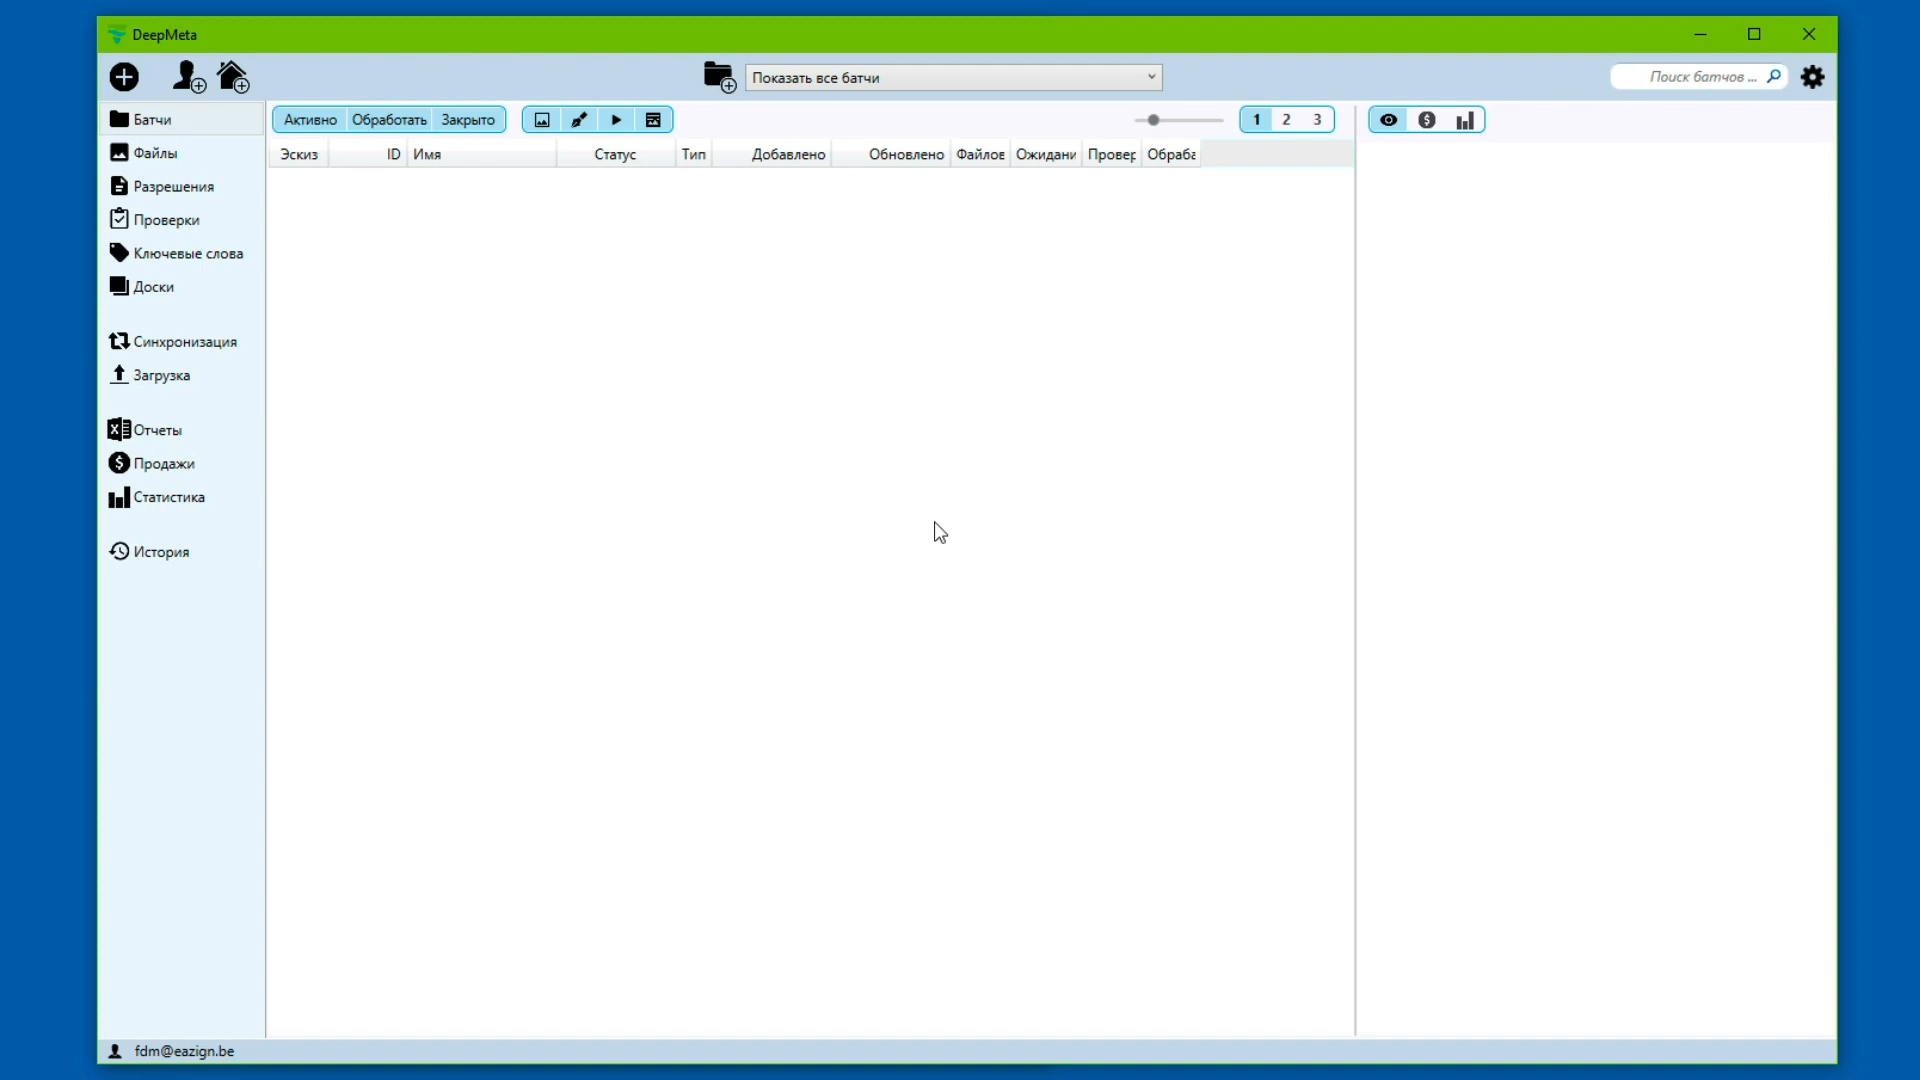 DeepMeta
Показать все батчи
Поиск батчов ...
Батчи
Файлы
Разрешения
Проверки
Ключевые слова
Доски
Синхронизация
Загрузка
Отчеты
Продажи
Статистика
История
Активно Обработать Закрыто
1 2 3
Эскиз ID Имя Статус Тип Добавлено Обновлено Файлов Ожидани Провер Обраба
fdm@eazign.be